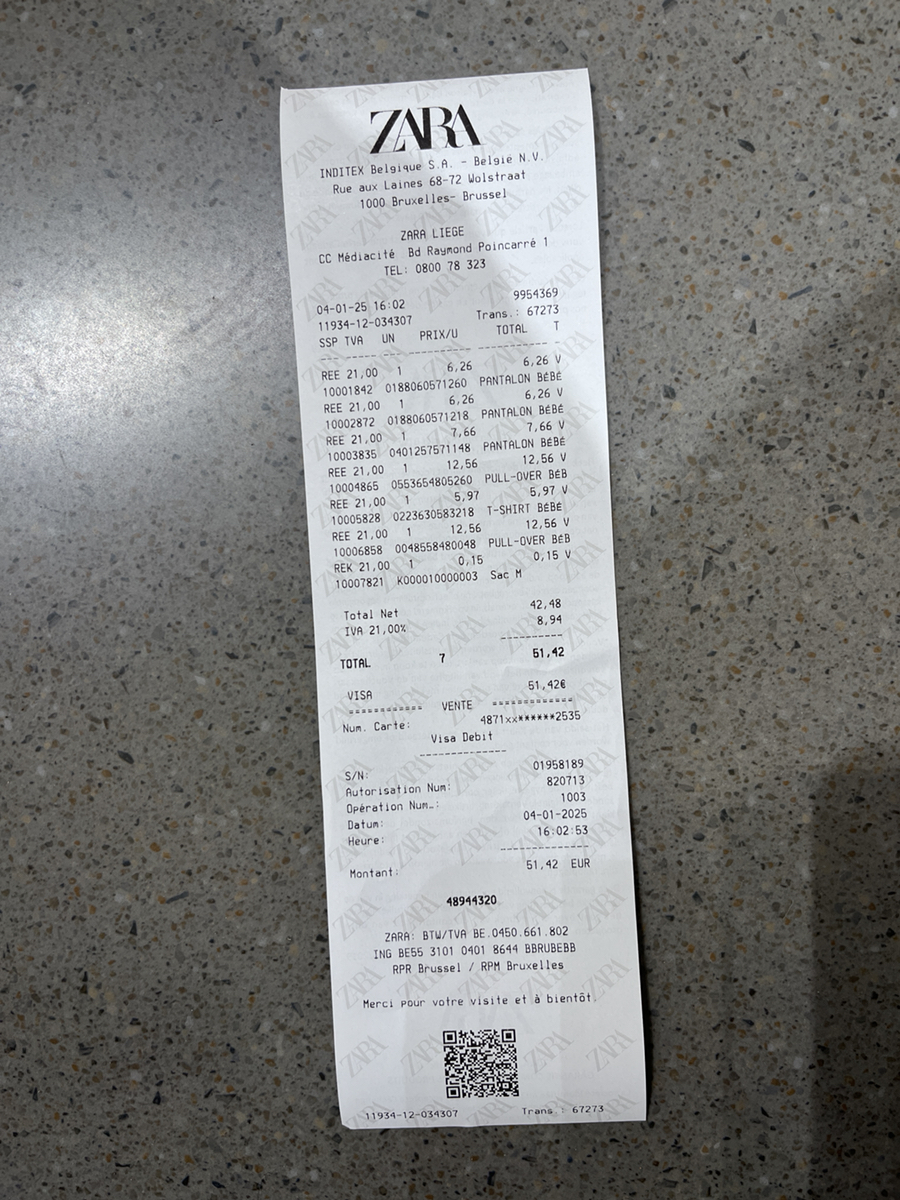 ZARA
INDITEX Belgique S.A. - België N.V.
Rue aux Laines 68-72 Wolstraat
1000 Bruxelles- Brussel
ZARA LIEGE
CC Médiacité Bd Raymond Poincarré 1
TEL: 0800 78 323
04-01-25 16:02 9954369
11934-12-034307 Trans.: 67273
SSP TVA UN PRIX/U TOTAL T
REE 21,00 1 6,26 6,26 V
10001842 0188060571260 PANTALON BÉBÉ
REE 21,00 1 6,26 6,26 V
10002872 0188060571218 PANTALON BÉBÉ
REE 21,00 1 7,66 7,66 V
10003835 0401257571148 PANTALON BÉBÉ
REE 21,00 1 12,56 12,56 V
10004865 0553654805260 PULL-OVER BÉB
REE 21,00 1 5,97 5,97 V
10005828 0223630583218 T-SHIRT BÉBÉ
REE 21,00 1 12,56 12,56 V
10006858 0048558480048 PULL-OVER BÉB
REK 21,00 1 0,15 0,15 V
10007821 K000010000003 Sac M
Total Net 42,48
IVA 21,00% 8,94
TOTAL 7 51,42
VISA 51,42€
============ VENTE =============
Num. Carte: 4871xx******2535
Visa Debit
S/N: 01958189
Autorisation Num: 820713
Opération Num.: 1003
Datum: 04-01-2025
Heure: 16:02:53
Montant: 51,42 EUR
48944320
ZARA: BTW/TVA BE.0450.661.802
ING BE55 3101 0401 8644 BBRUBEBB
RPR Brussel / RPM Bruxelles
Merci pour votre visite et à bientôt.
11934-12-034307 Trans.: 67273